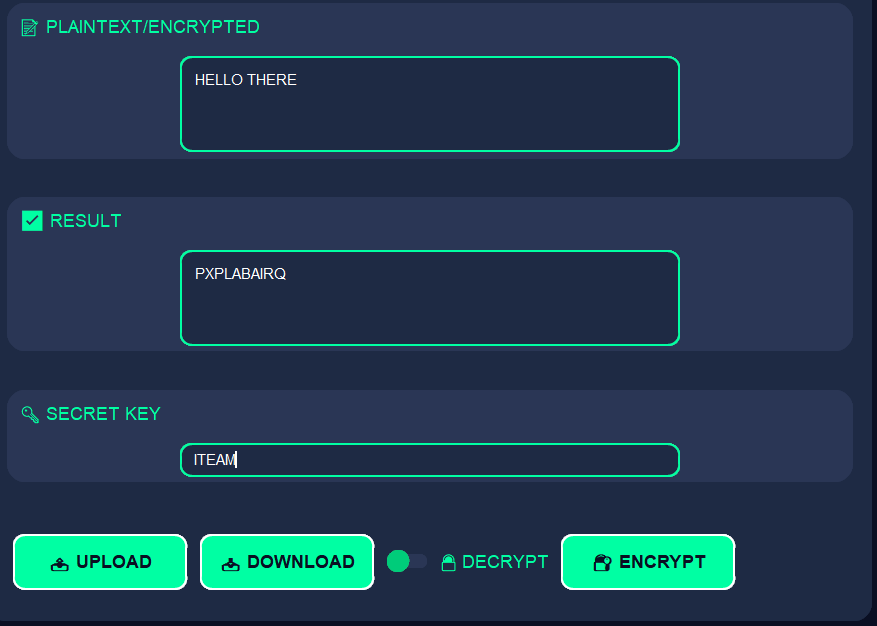 PLAINTEXT/ENCRYPTED
HELLO THERE
RESULT
PXPLABAIRQ
SECRET KEY
ITEAM
UPLOAD DOWNLOAD DECRYPT ENCRYPT